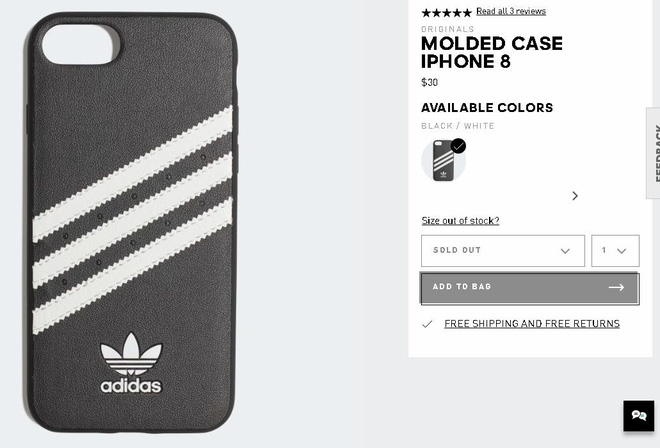 adidas
Read all 3 reviews
ORIGINALS
MOLDED CASE
IPHONE 8
$30
AVAILABLE COLORS
BLACK / WHITE
Size out of stock?
SOLD OUT
1
ADD TO BAG
FREE SHIPPING AND FREE RETURNS
FEEDBACK